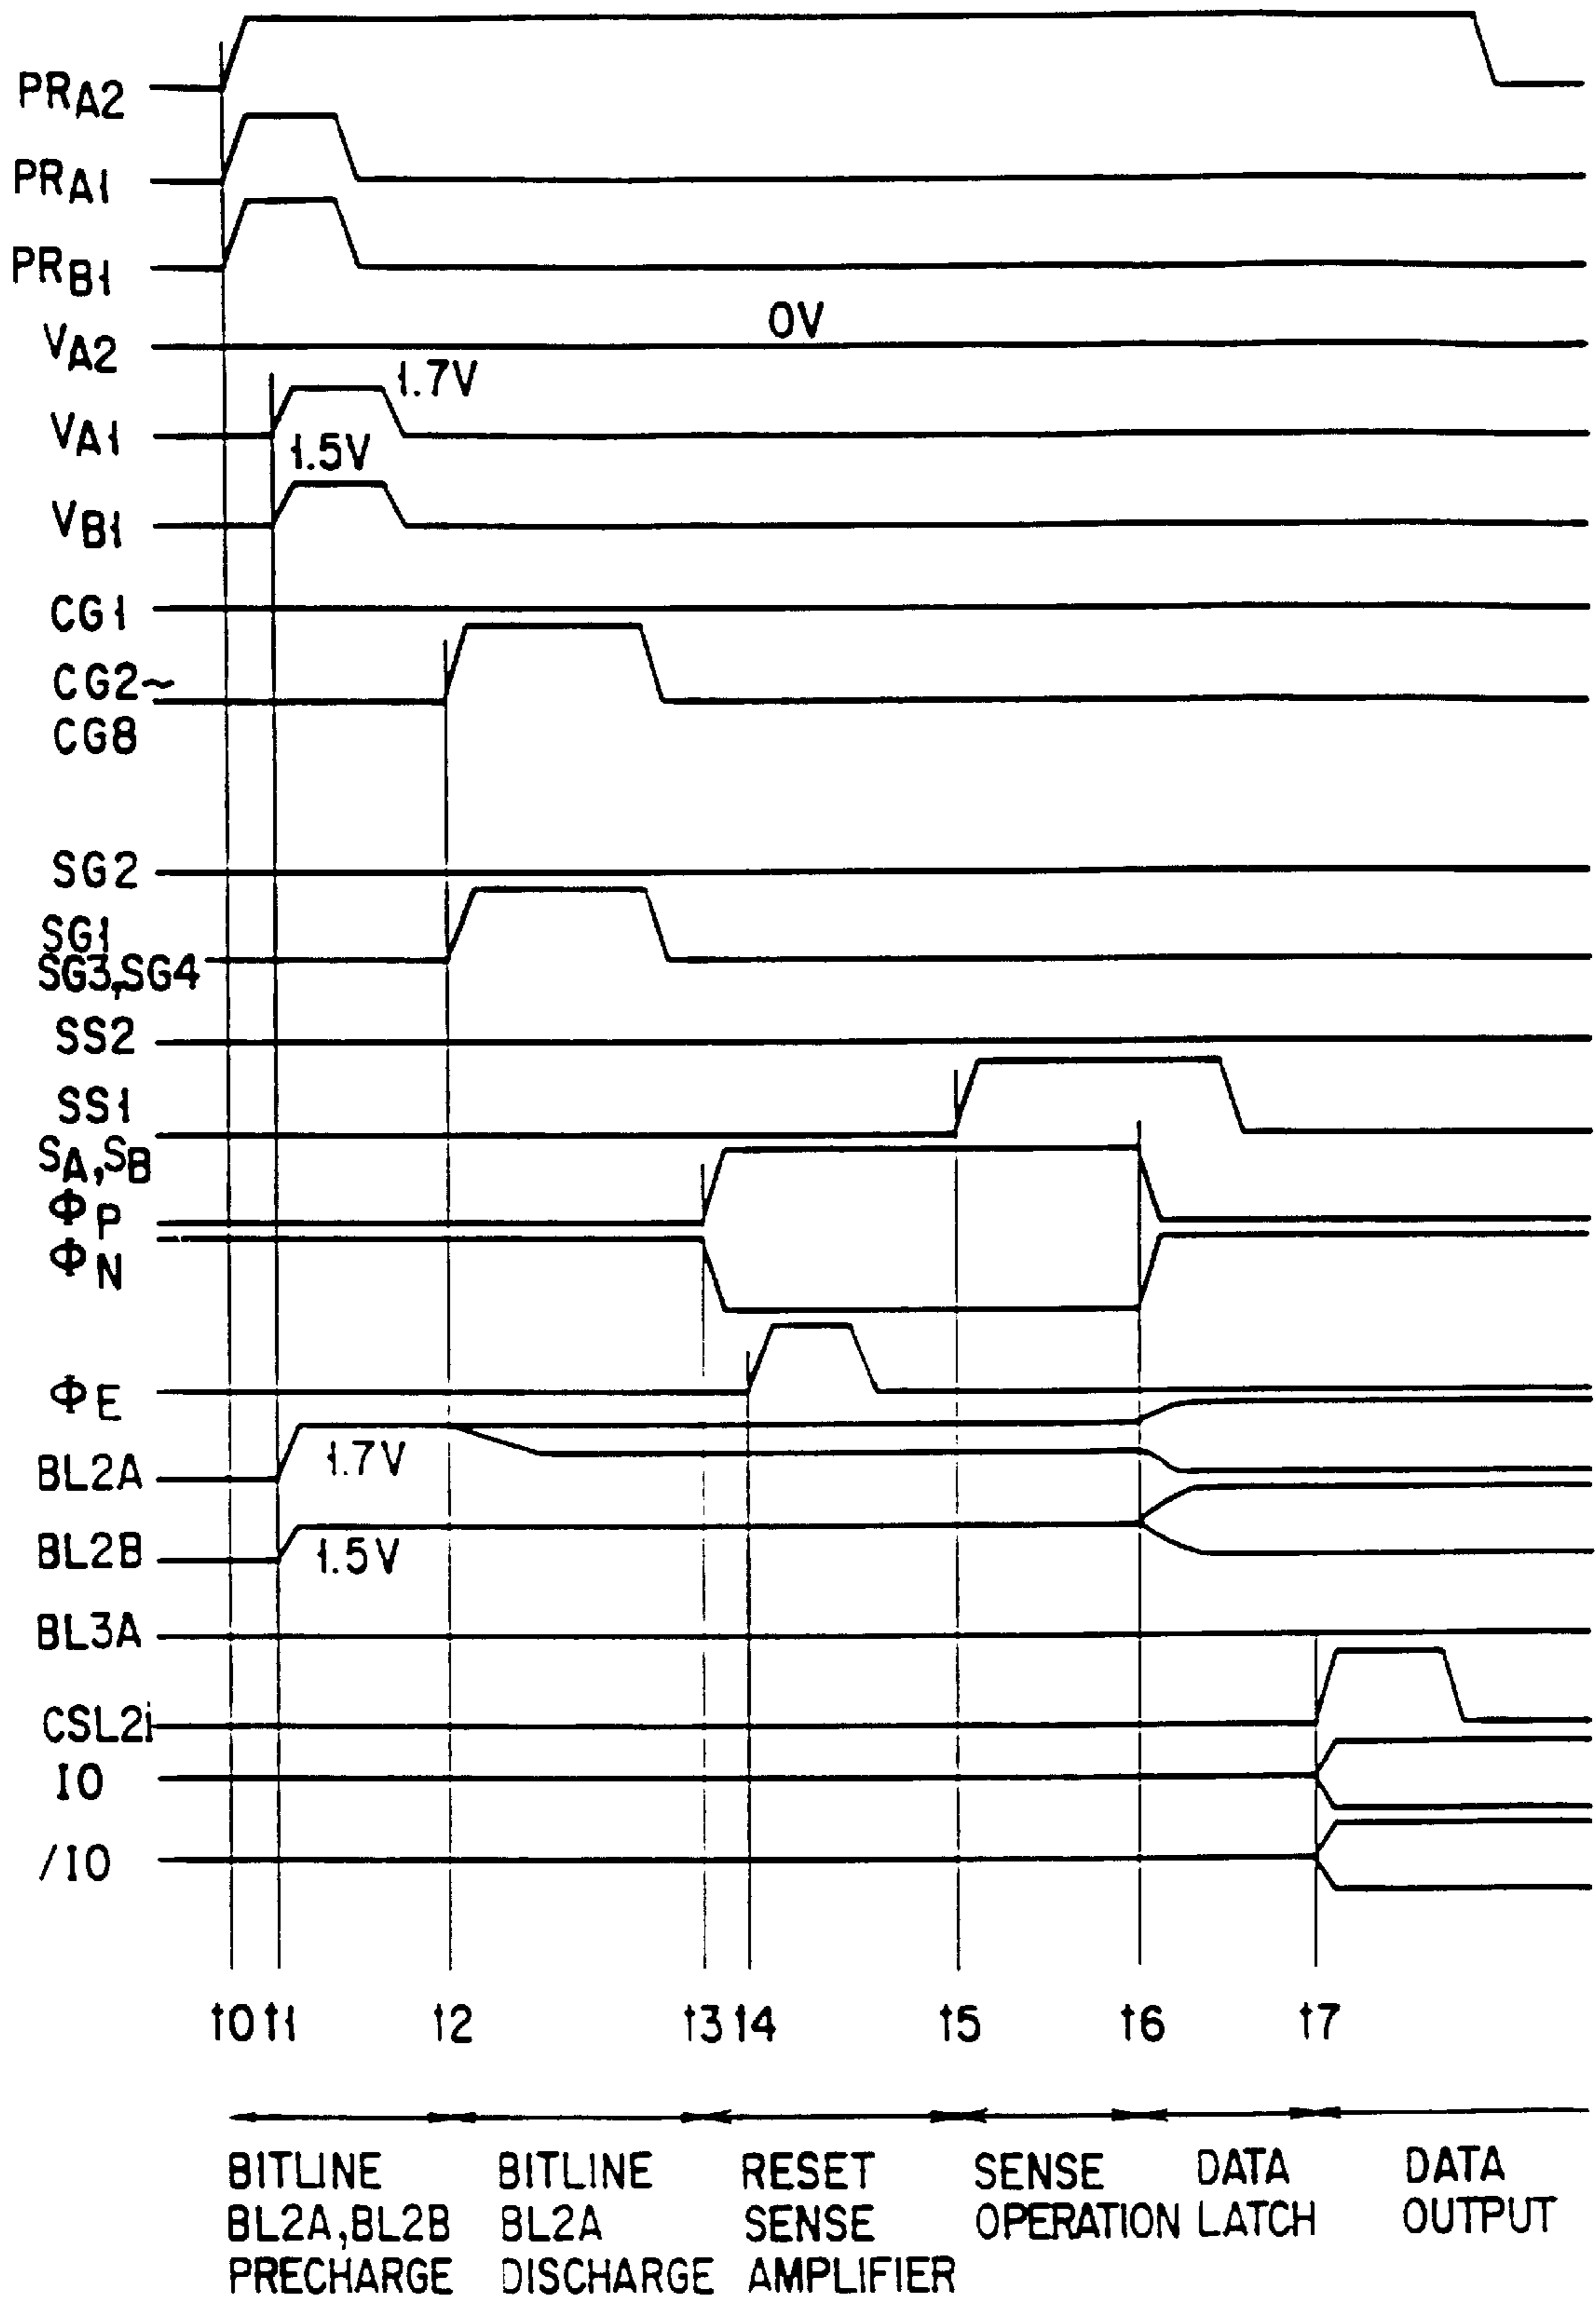 PRA2
PRA1
PRB1
0V
VA2
1.7V
VA1
1.5V
VB1
CG1
CG2~
CG8
SG2
SG1
SG3,SG4
SS2
SS1
SA,SB
ΦP
ΦN
ΦE
1.7V
BL2A
BL2B
1.5V
BL3A
CSL2i
IO
/IO
t0 t1 t2 t3 t4 t5 t6 t7
BITLINE BITLINE RESET SENSE DATA DATA
BL2A,BL2B BL2A SENSE OPERATION LATCH OUTPUT
PRECHARGE DISCHARGE AMPLIFIER